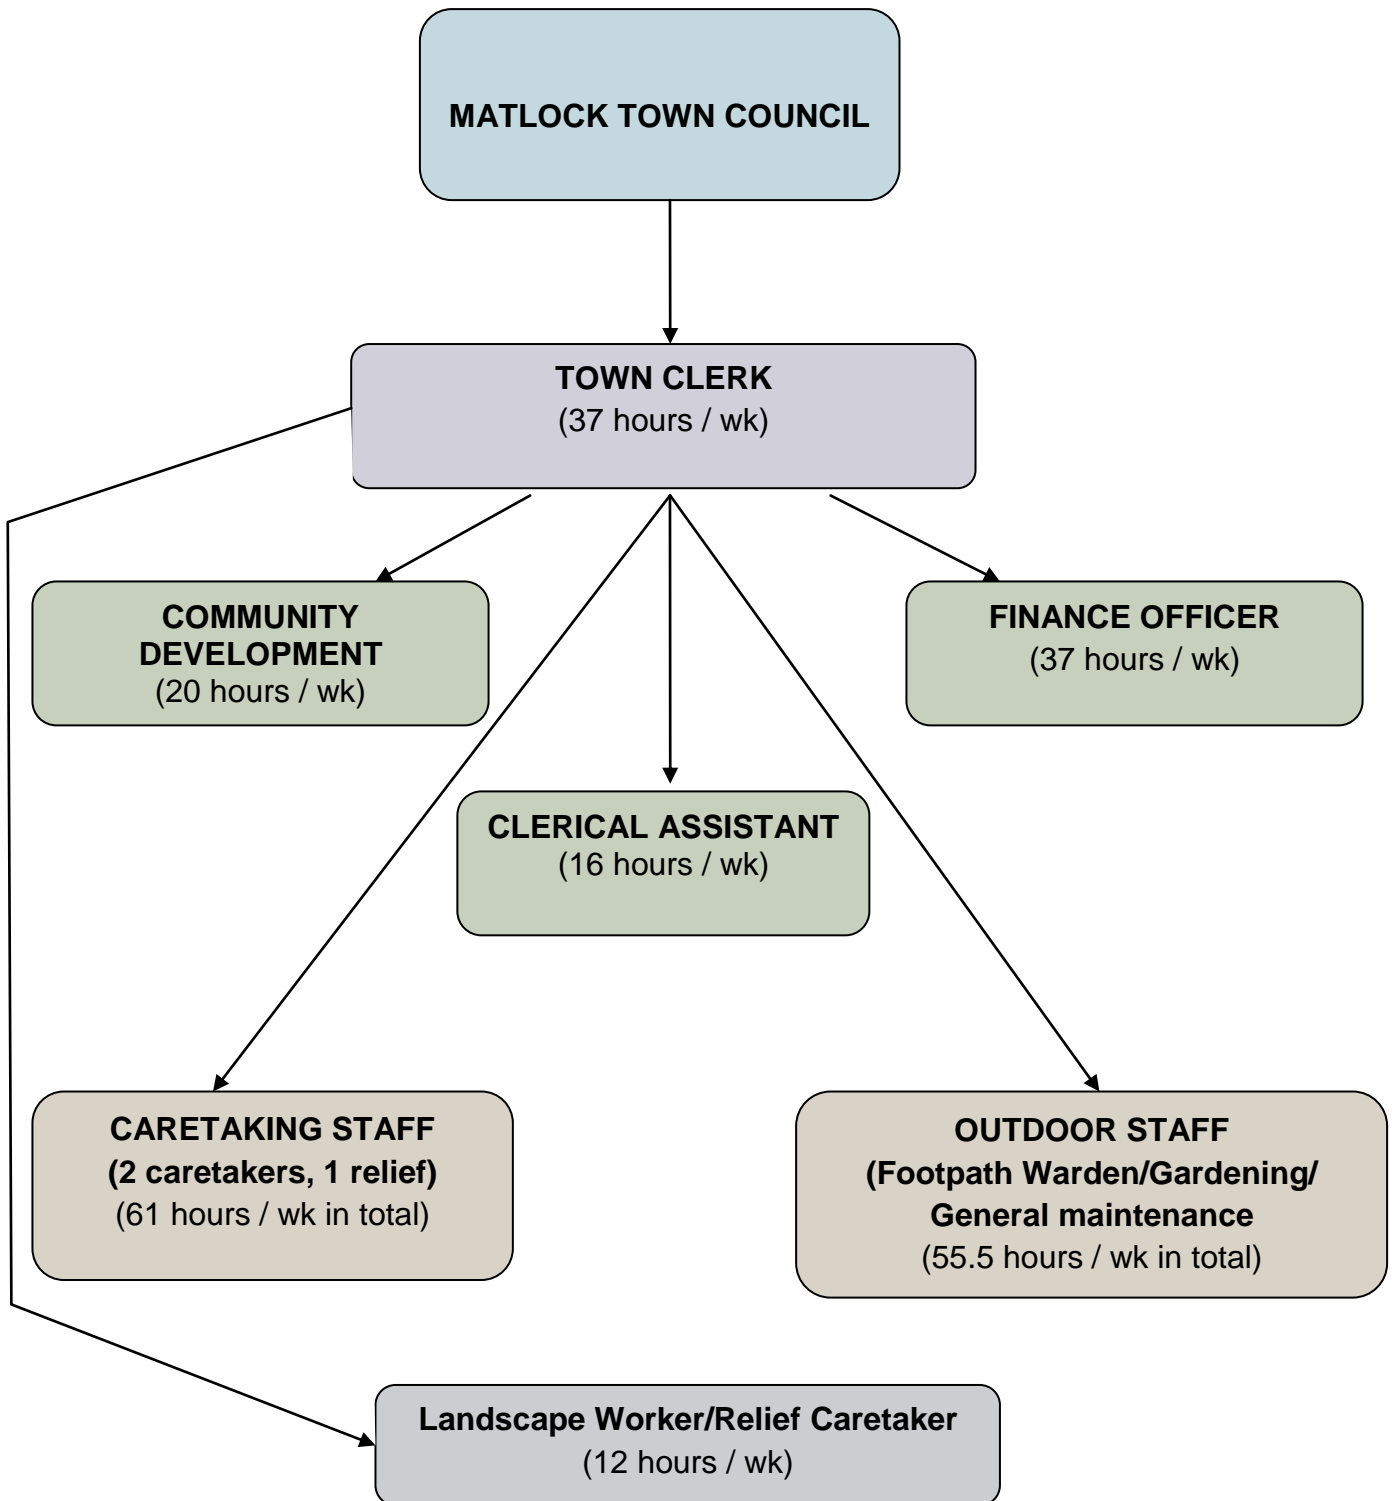 MATLOCK TOWN COUNCIL
TOWN CLERK
(37 hours / wk)
COMMUNITY
DEVELOPMENT
(20 hours / wk)
FINANCE OFFICER
(37 hours / wk)
CLERICAL ASSISTANT
(16 hours / wk)
CARETAKING STAFF
(2 caretakers, 1 relief)
(61 hours / wk in total)
OUTDOOR STAFF
(Footpath Warden/Gardening/
General maintenance
(55.5 hours / wk in total)
Landscape Worker/Relief Caretaker
(12 hours / wk)